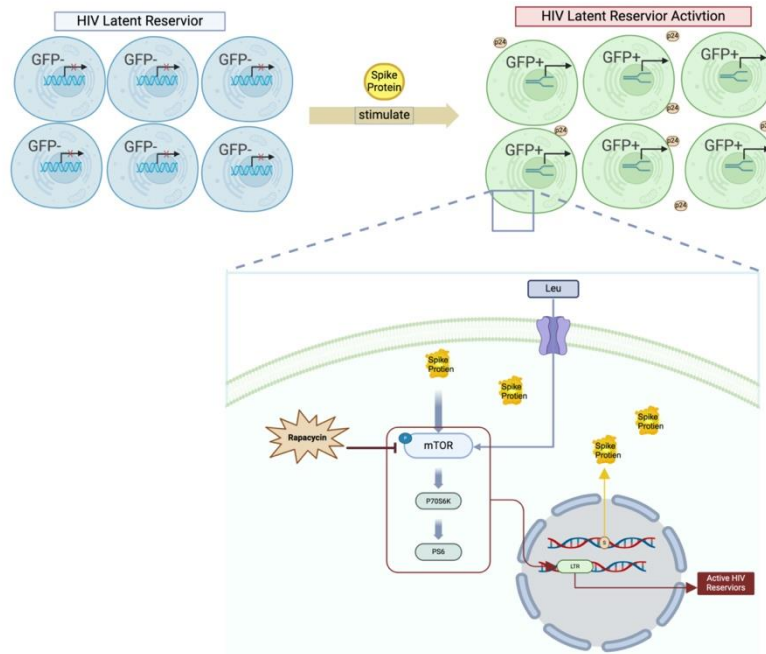 HIV Latent Reservior
HIV Latent Reservior Activtion
GFP-
GFP-
GFP-
Spike
Protein
stimulate
p24
GFP+
GFP+
p24
GFP+
GFP-
GFP-
GFP-
p24
GFP+
p24
p24
GFP+
p24
GFP+
p24
Leu
Spike
Protien
Spike
Protien
Spike
Protien
Spike
Protien
Rapacycin
P
mTOR
P70S6K
PS6
S
LTR
Active HIV
Reserviors